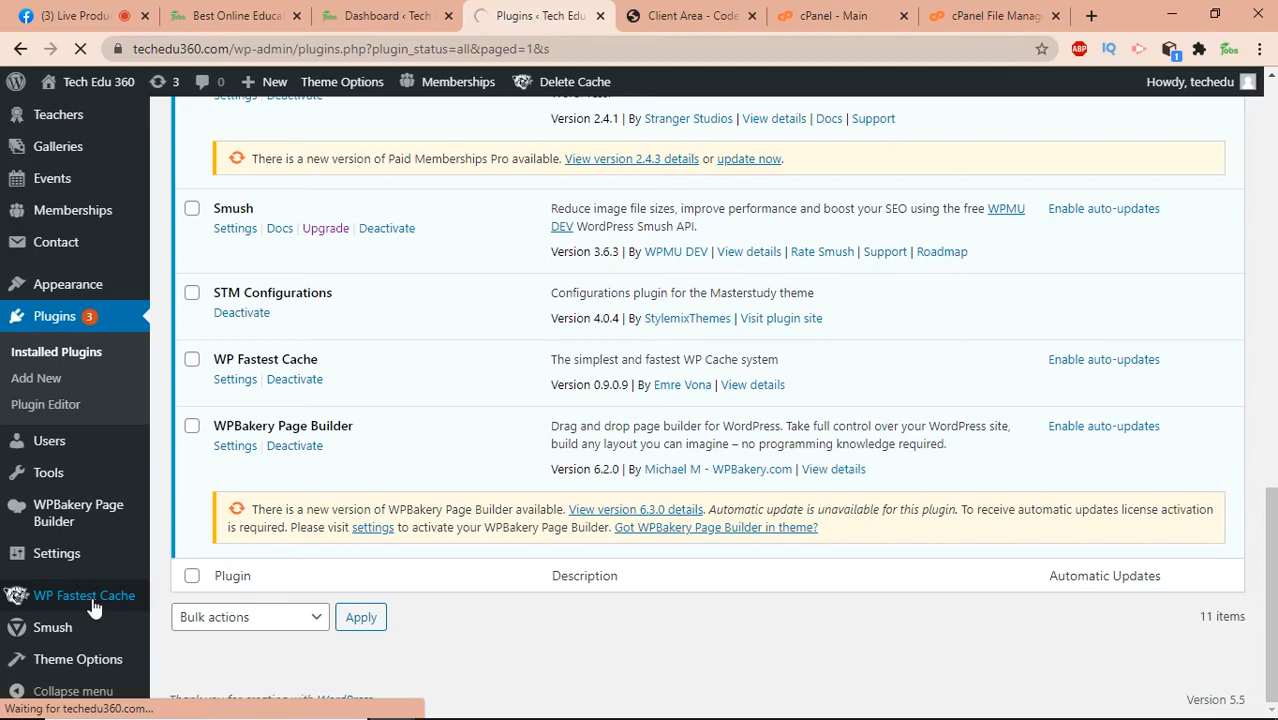 (3) Live Produ
Best Online Educat
Dashboard ‹ Tech E
Plugins ‹ Tech Edu
Client Area - Code
cPanel - Main
cPanel File Manag
techedu360.com/wp-admin/plugins.php?plugin_status=all&paged=1&s
ABP
IQ
1
Jobs
Tech Edu 360
3
0
New
Theme Options
Memberships
Delete Cache
Howdy, techedu
Teachers
Galleries
Events
Memberships
Contact
Appearance
Plugins 3
Installed Plugins
Add New
Plugin Editor
Users
Tools
WPBakery Page
Builder
Settings
WP Fastest Cache
Smush
Theme Options
Collapse menu
Waiting for techedu360.com...
Settings | Deactivate
Version 2.4.1 | By Stranger Studios | View details | Docs | Support
There is a new version of Paid Memberships Pro available. View version 2.4.3 details or update now.
Smush
Settings | Docs | Upgrade | Deactivate
Reduce image file sizes, improve performance and boost your SEO using the free WPMU
DEV WordPress Smush API.
Version 3.6.3 | By WPMU DEV | View details | Rate Smush | Support | Roadmap
Enable auto-updates
STM Configurations
Deactivate
Configurations plugin for the Masterstudy theme
Version 4.0.4 | By StylemixThemes | Visit plugin site
WP Fastest Cache
Settings | Deactivate
The simplest and fastest WP Cache system
Version 0.9.0.9 | By Emre Vona | View details
Enable auto-updates
WPBakery Page Builder
Settings | Deactivate
Drag and drop page builder for WordPress. Take full control over your WordPress site,
build any layout you can imagine – no programming knowledge required.
Version 6.2.0 | By Michael M - WPBakery.com | View details
Enable auto-updates
There is a new version of WPBakery Page Builder available. View version 6.3.0 details. Automatic update is unavailable for this plugin. To receive automatic updates license activation
is required. Please visit settings to activate your WPBakery Page Builder. Got WPBakery Page Builder in theme?
Plugin
Description
Automatic Updates
Bulk actions
Apply
11 items
Thank you for creating with WordPress.
Version 5.5